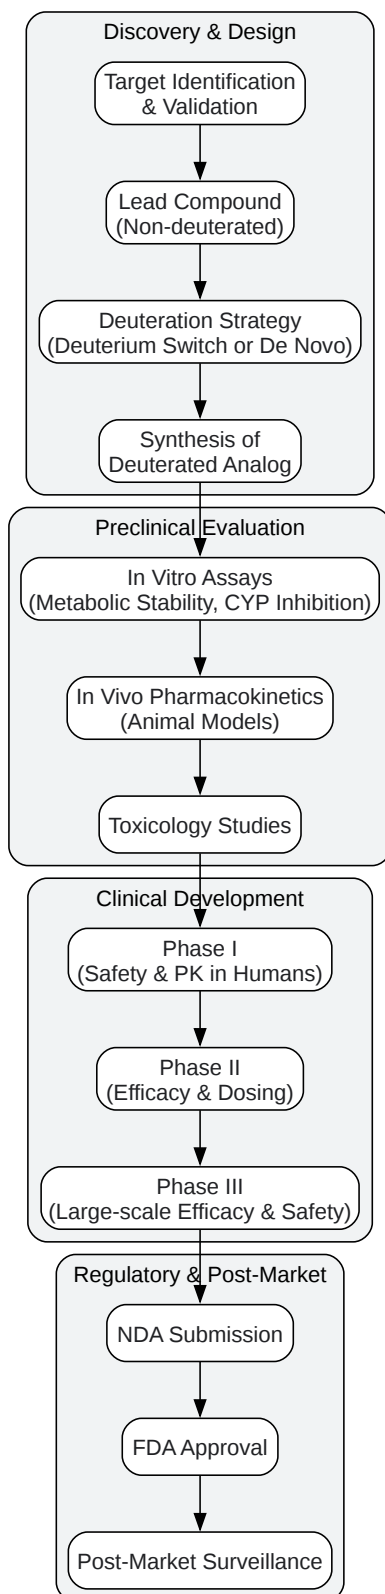 Discovery & Design
Target Identification
& Validation
Lead Compound
(Non-deuterated)
Deuteration Strategy
(Deuterium Switch or De Novo)
Synthesis of
Deuterated Analog
Preclinical Evaluation
In Vitro Assays
(Metabolic Stability, CYP Inhibition)
In Vivo Pharmacokinetics
(Animal Models)
Toxicology Studies
Clinical Development
Phase I
(Safety & PK in Humans)
Phase II
(Efficacy & Dosing)
Phase III
(Large-scale Efficacy & Safety)
Regulatory & Post-Market
NDA Submission
FDA Approval
Post-Market Surveillance